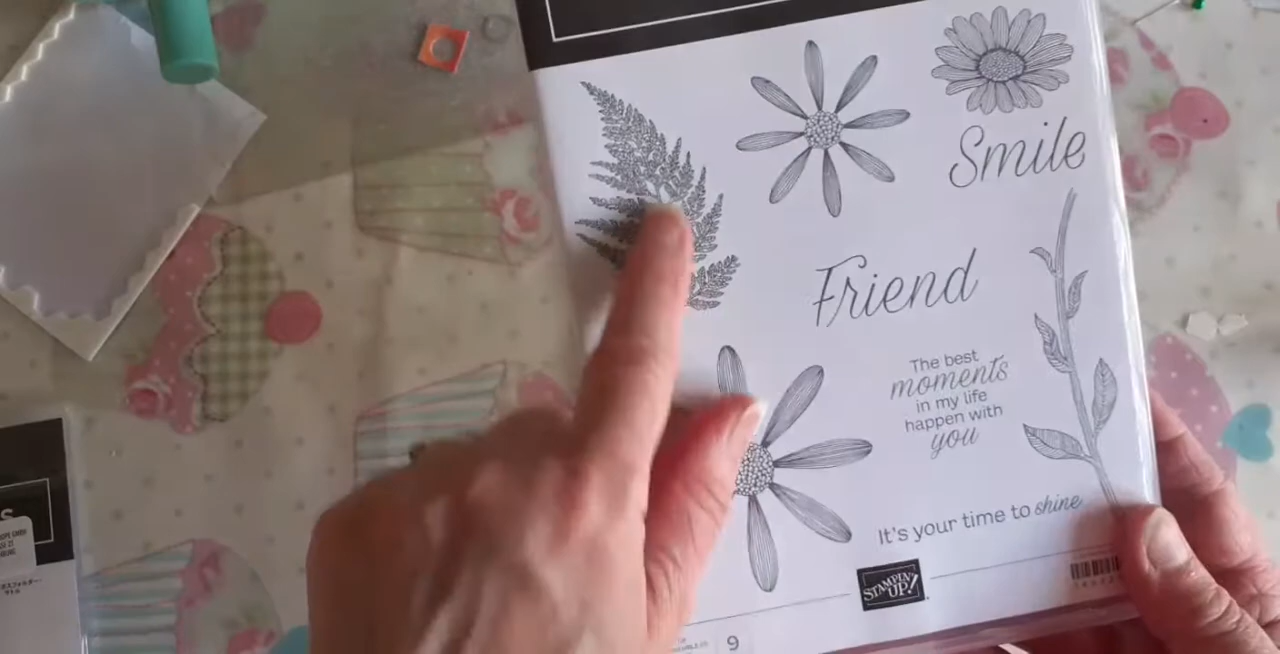 Smile
Friend
The best
moments
in my life
happen with
you
It's your time to shine
STAMPIN'
UP!
9
S